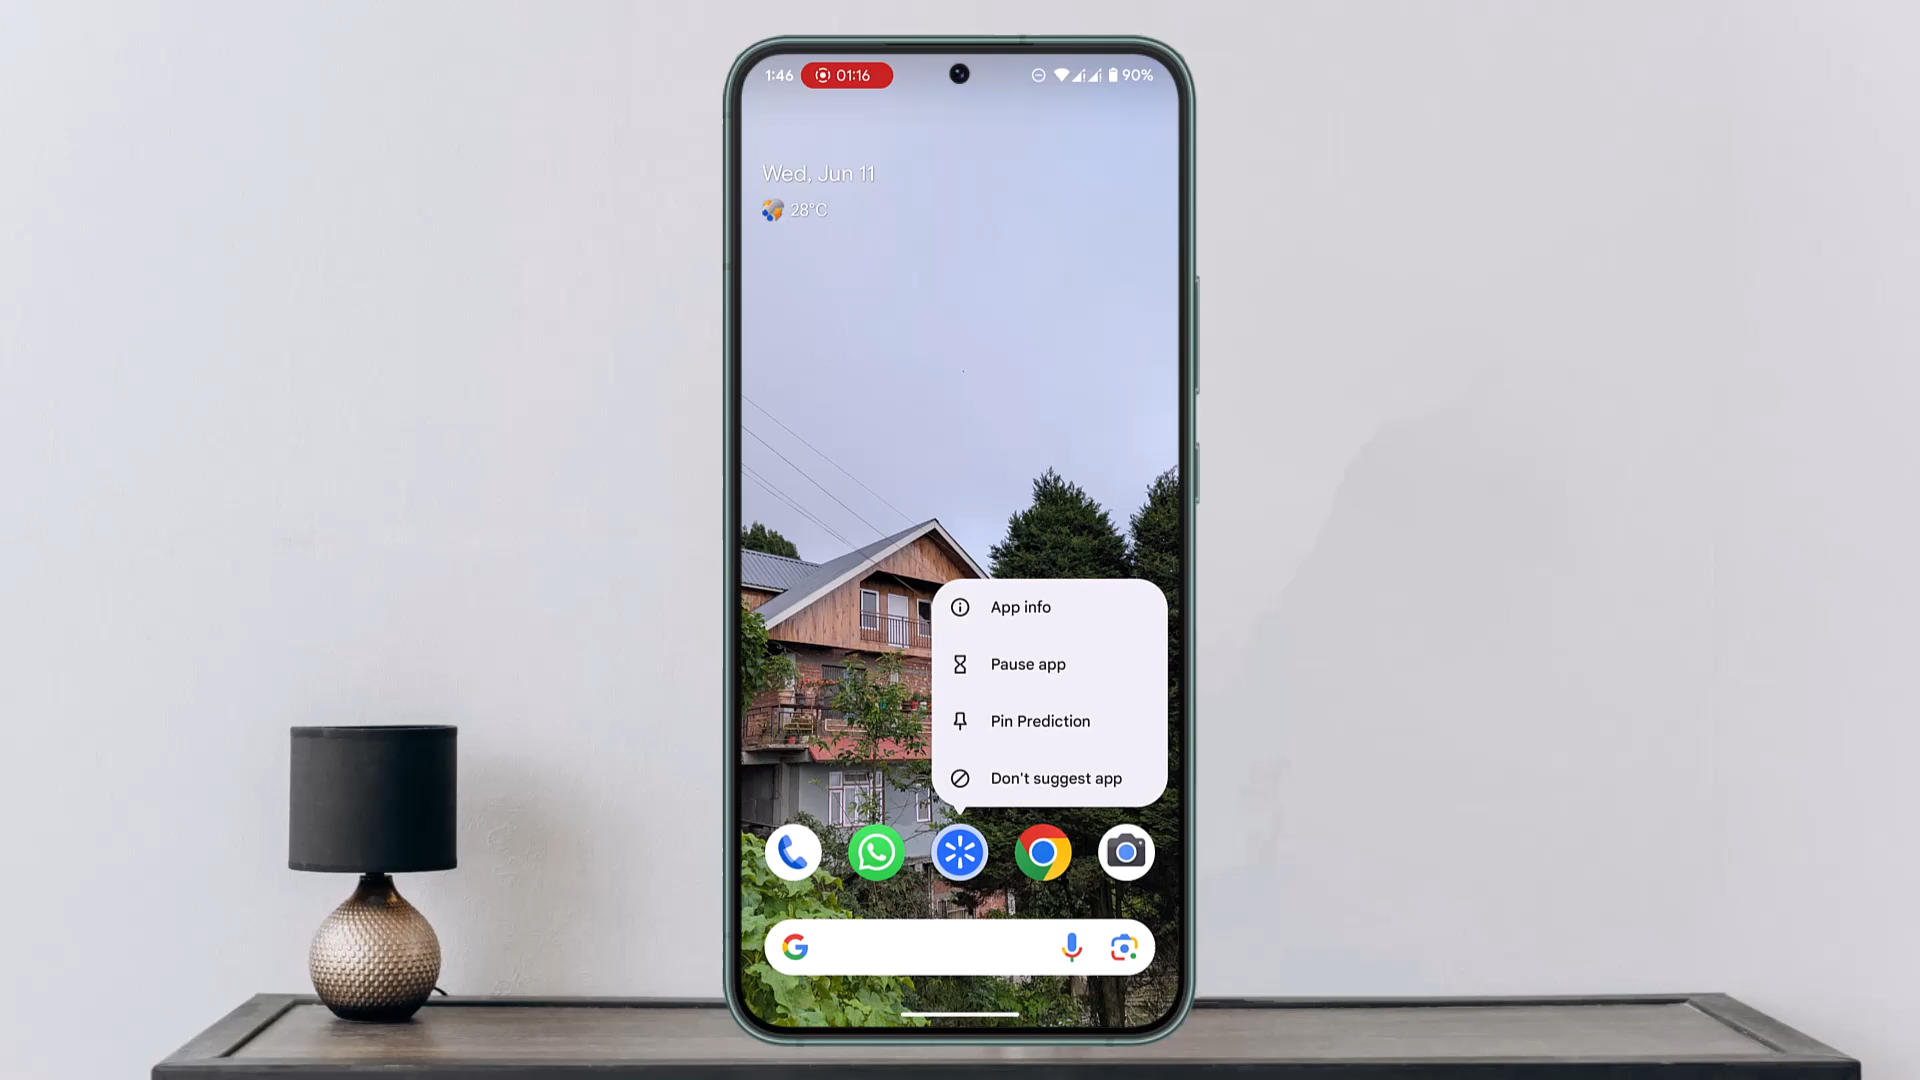 1:46 01:16 90%
Wed, Jun 11
28°C
App info
Pause app
Pin Prediction
Don't suggest app